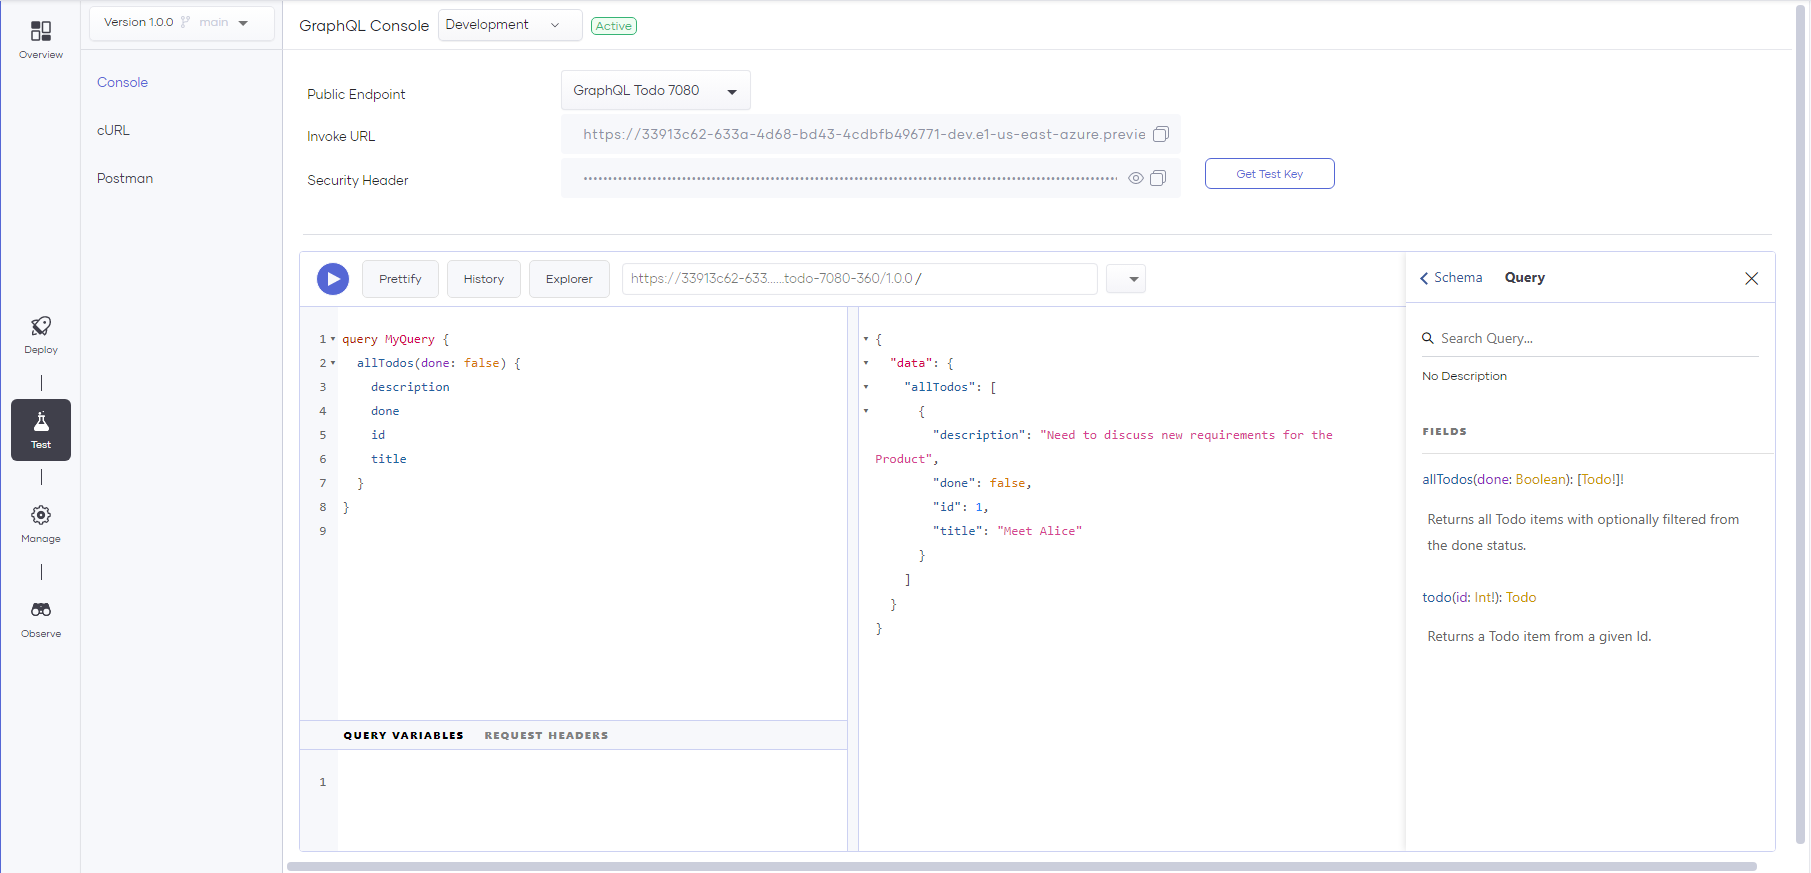 Overview
Deploy
Test
Manage
Observe
Version 1.0.0 main
Console
cURL
Postman
GraphQL Console Development Active
Public Endpoint GraphQL Todo 7080
Invoke URL https://33913c62-633a-4d68-bd43-4cdbfb496771-dev.e1-us-east-azure.previe
Security Header Get Test Key
Prettify History Explorer https://33913c62-633......todo-7080-360/1.0.0 /
1 query MyQuery {
2 allTodos(done: false) {
3 description
4 done
5 id
6 title
7 }
8 }
9
QUERY VARIABLES REQUEST HEADERS
1
{
"data": {
"allTodos": [
{
"description": "Need to discuss new requirements for the
Product",
"done": false,
"id": 1,
"title": "Meet Alice"
}
]
}
}
Schema Query
Search Query...
No Description
FIELDS
allTodos(done: Boolean): [Todo!]!
Returns all Todo items with optionally filtered from
the done status.
todo(id: Int!): Todo
Returns a Todo item from a given Id.